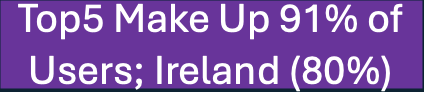 Top5 Make Up 91% of
Users; Ireland (80%)